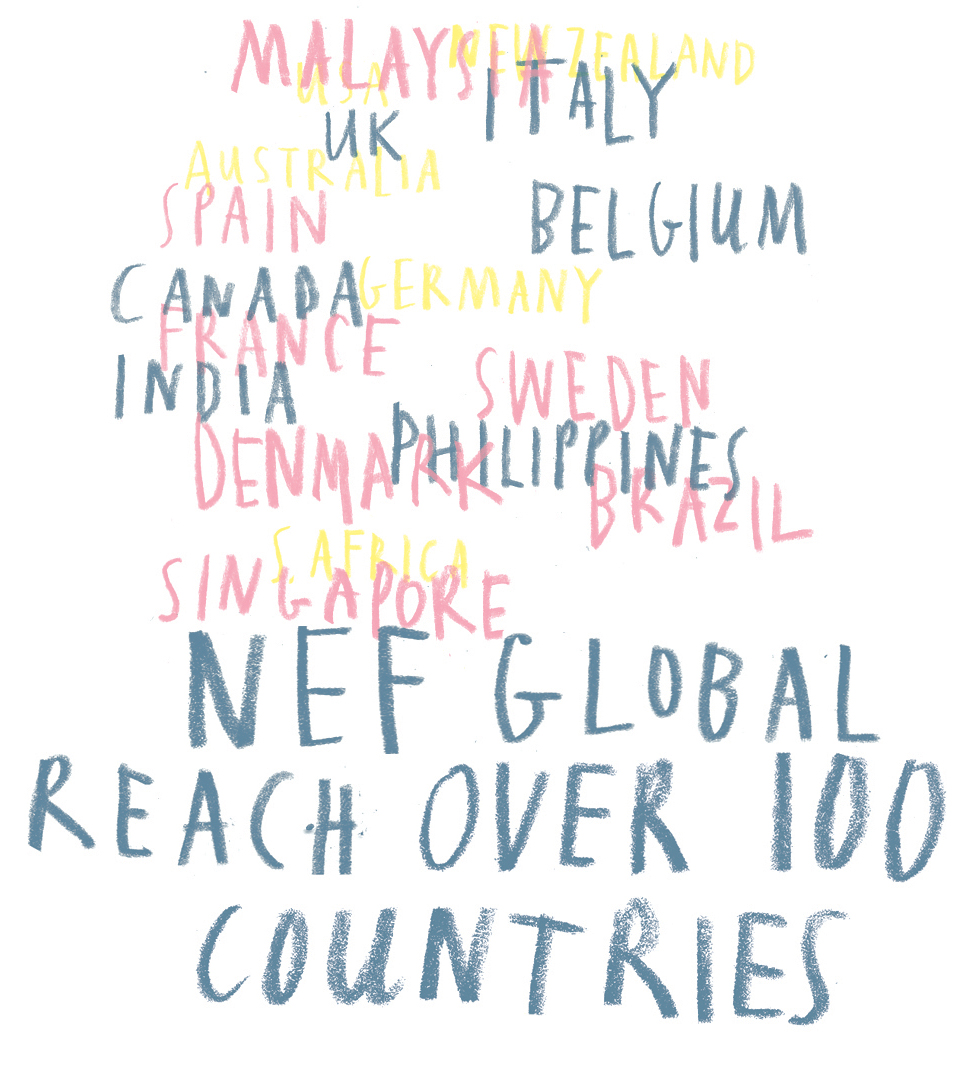 MALAYSIA
NEW ZEALAND
USA
ITALY
UK
AUSTRALIA
SPAIN
BELGIUM
CANADA
GERMANY
FRANCE
INDIA
SWEDEN
DENMARK
PHILIPPINES
BRAZIL
S. AFRICA
SINGAPORE
NEF GLOBAL
REACH OVER 100
COUNTRIES